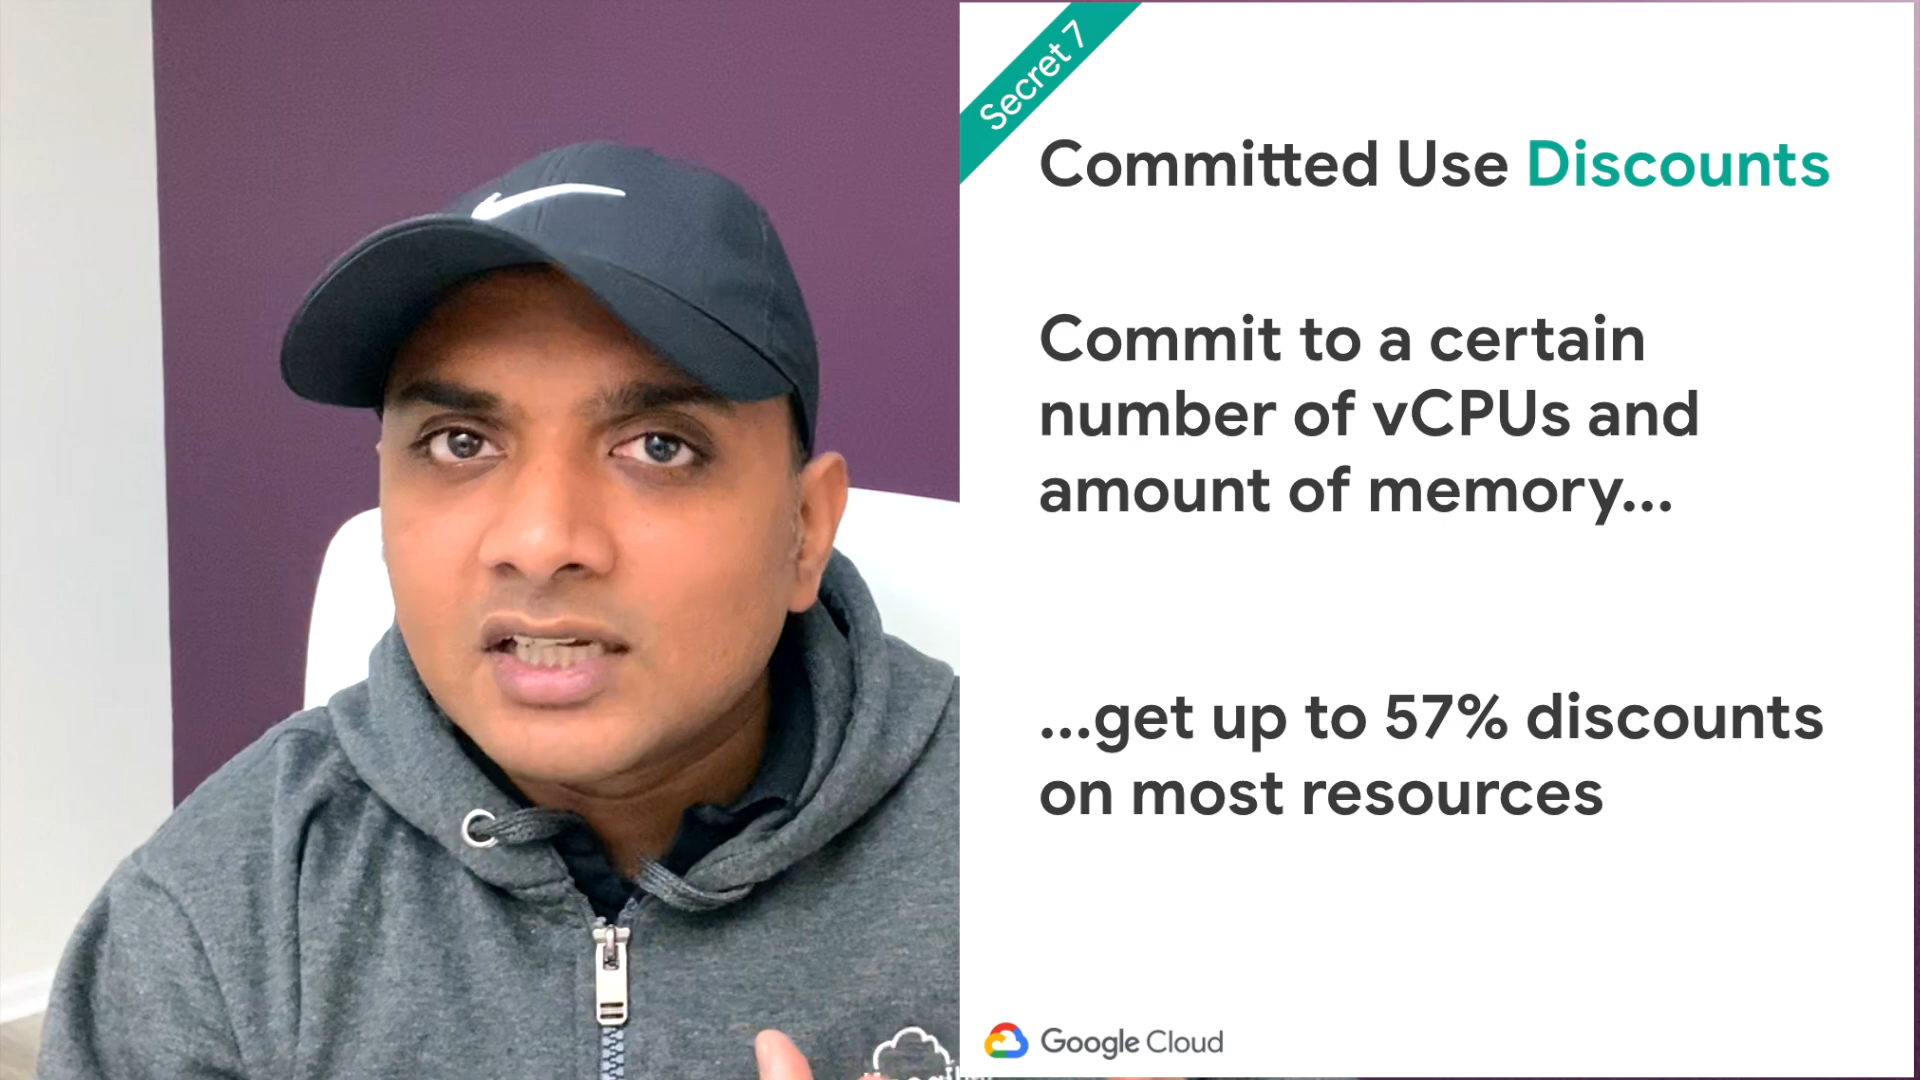 Secret 7
Committed Use Discounts
Commit to a certain
number of vCPUs and
amount of memory...
...get up to 57% discounts
on most resources
Google Cloud